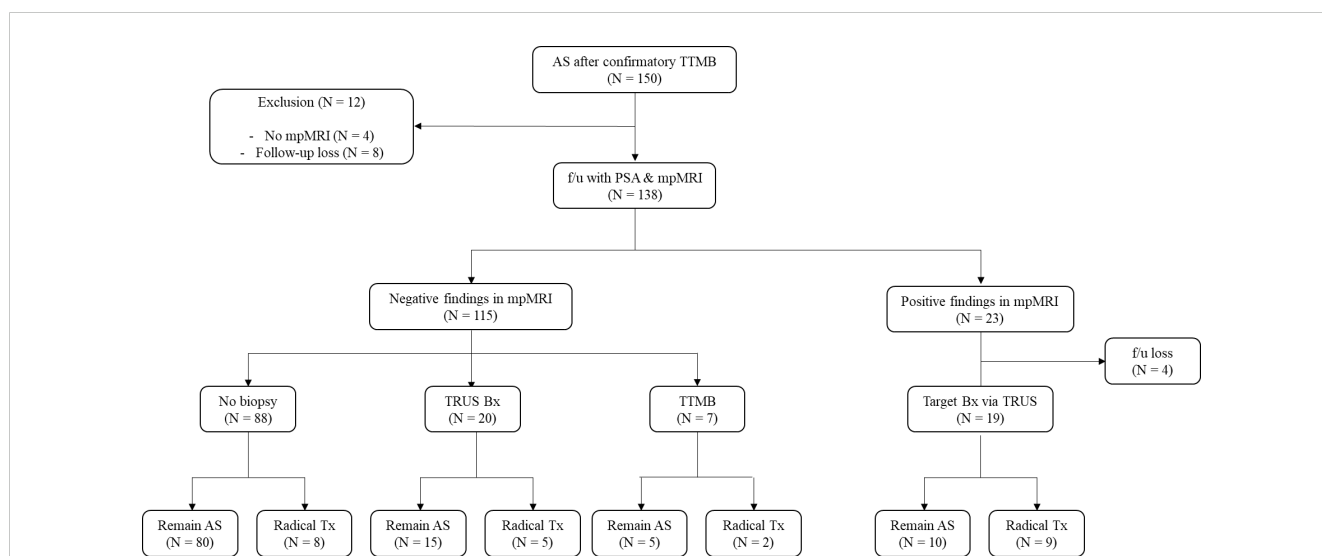 AS after confirmatory TTMB
(N = 150)
Exclusion (N = 12)
- No mpMRI (N = 4)
- Follow-up loss (N = 8)
f/u with PSA & mpMRI
(N = 138)
Negative findings in mpMRI
(N = 115)
Positive findings in mpMRI
(N = 23)
f/u loss
(N = 4)
No biopsy
(N = 88)
TRUS Bx
(N = 20)
TTMB
(N = 7)
Target Bx via TRUS
(N = 19)
Remain AS
(N = 80)
Radical Tx
(N = 8)
Remain AS
(N = 15)
Radical Tx
(N = 5)
Remain AS
(N = 5)
Radical Tx
(N = 2)
Remain AS
(N = 10)
Radical Tx
(N = 9)